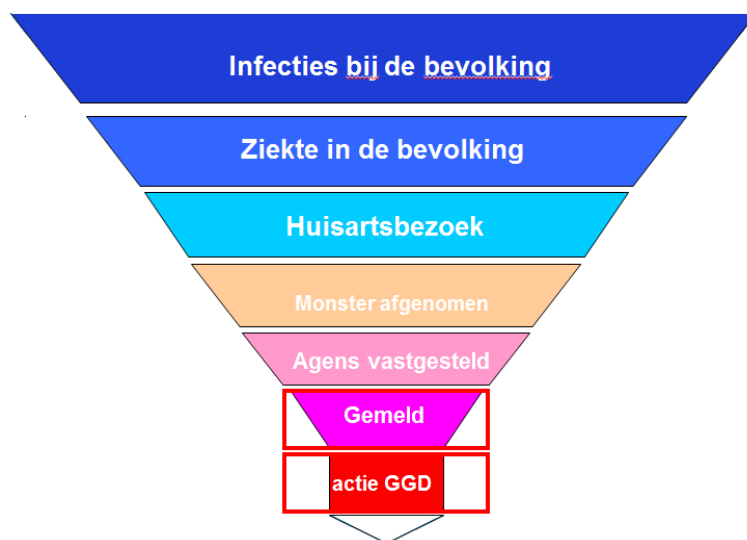 Infecties bij de bevolking
Ziekte in de bevolking
Huisartsbezoek
Monster afgenomen
Agens vastgesteld
Gemeld
actie GGD